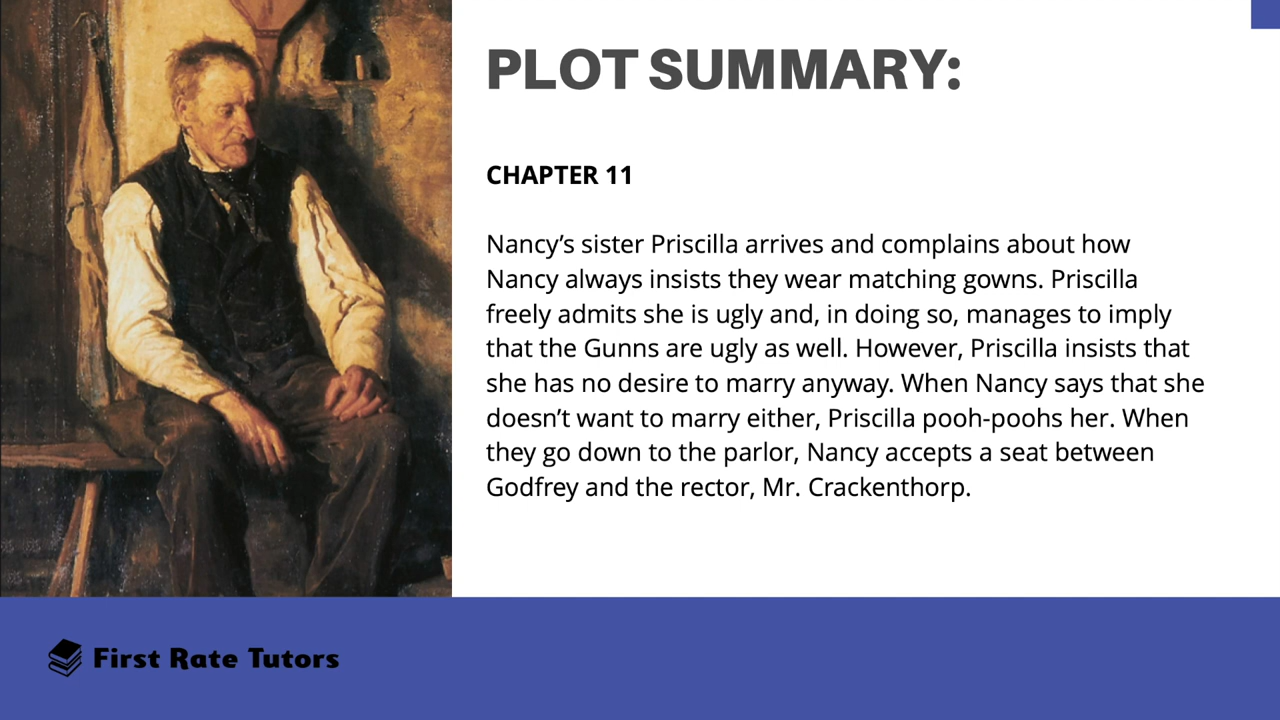 PLOT SUMMARY:
CHAPTER 11
Nancy’s sister Priscilla arrives and complains about how
Nancy always insists they wear matching gowns. Priscilla
freely admits she is ugly and, in doing so, manages to imply
that the Gunns are ugly as well. However, Priscilla insists that
she has no desire to marry anyway. When Nancy says that she
doesn’t want to marry either, Priscilla pooh-poohs her. When
they go down to the parlor, Nancy accepts a seat between
Godfrey and the rector, Mr. Crackenthorp.
First Rate Tutors